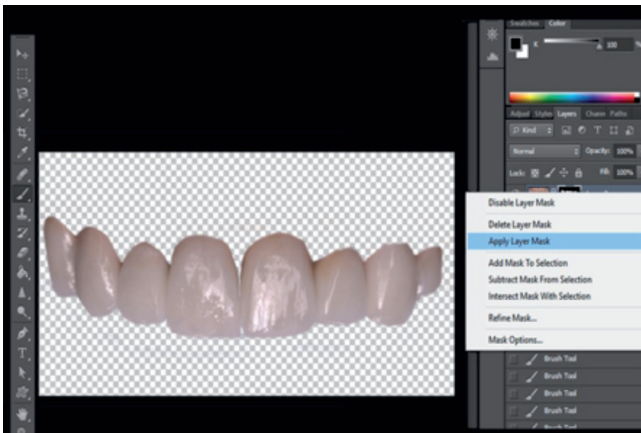 Swatches Color
K 100 %
Adjust Styles Layers Chann Paths
Kind
Normal Opacity: 100%
Lock: Fill: 100%
Disable Layer Mask
Delete Layer Mask
Apply Layer Mask
Add Mask To Selection
Subtract Mask From Selection
Intersect Mask With Selection
Refine Mask...
Mask Options...
Brush Tool
Brush Tool
Brush Tool
Brush Tool